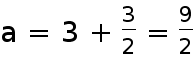 a = 3 + 3/2 = 9/2